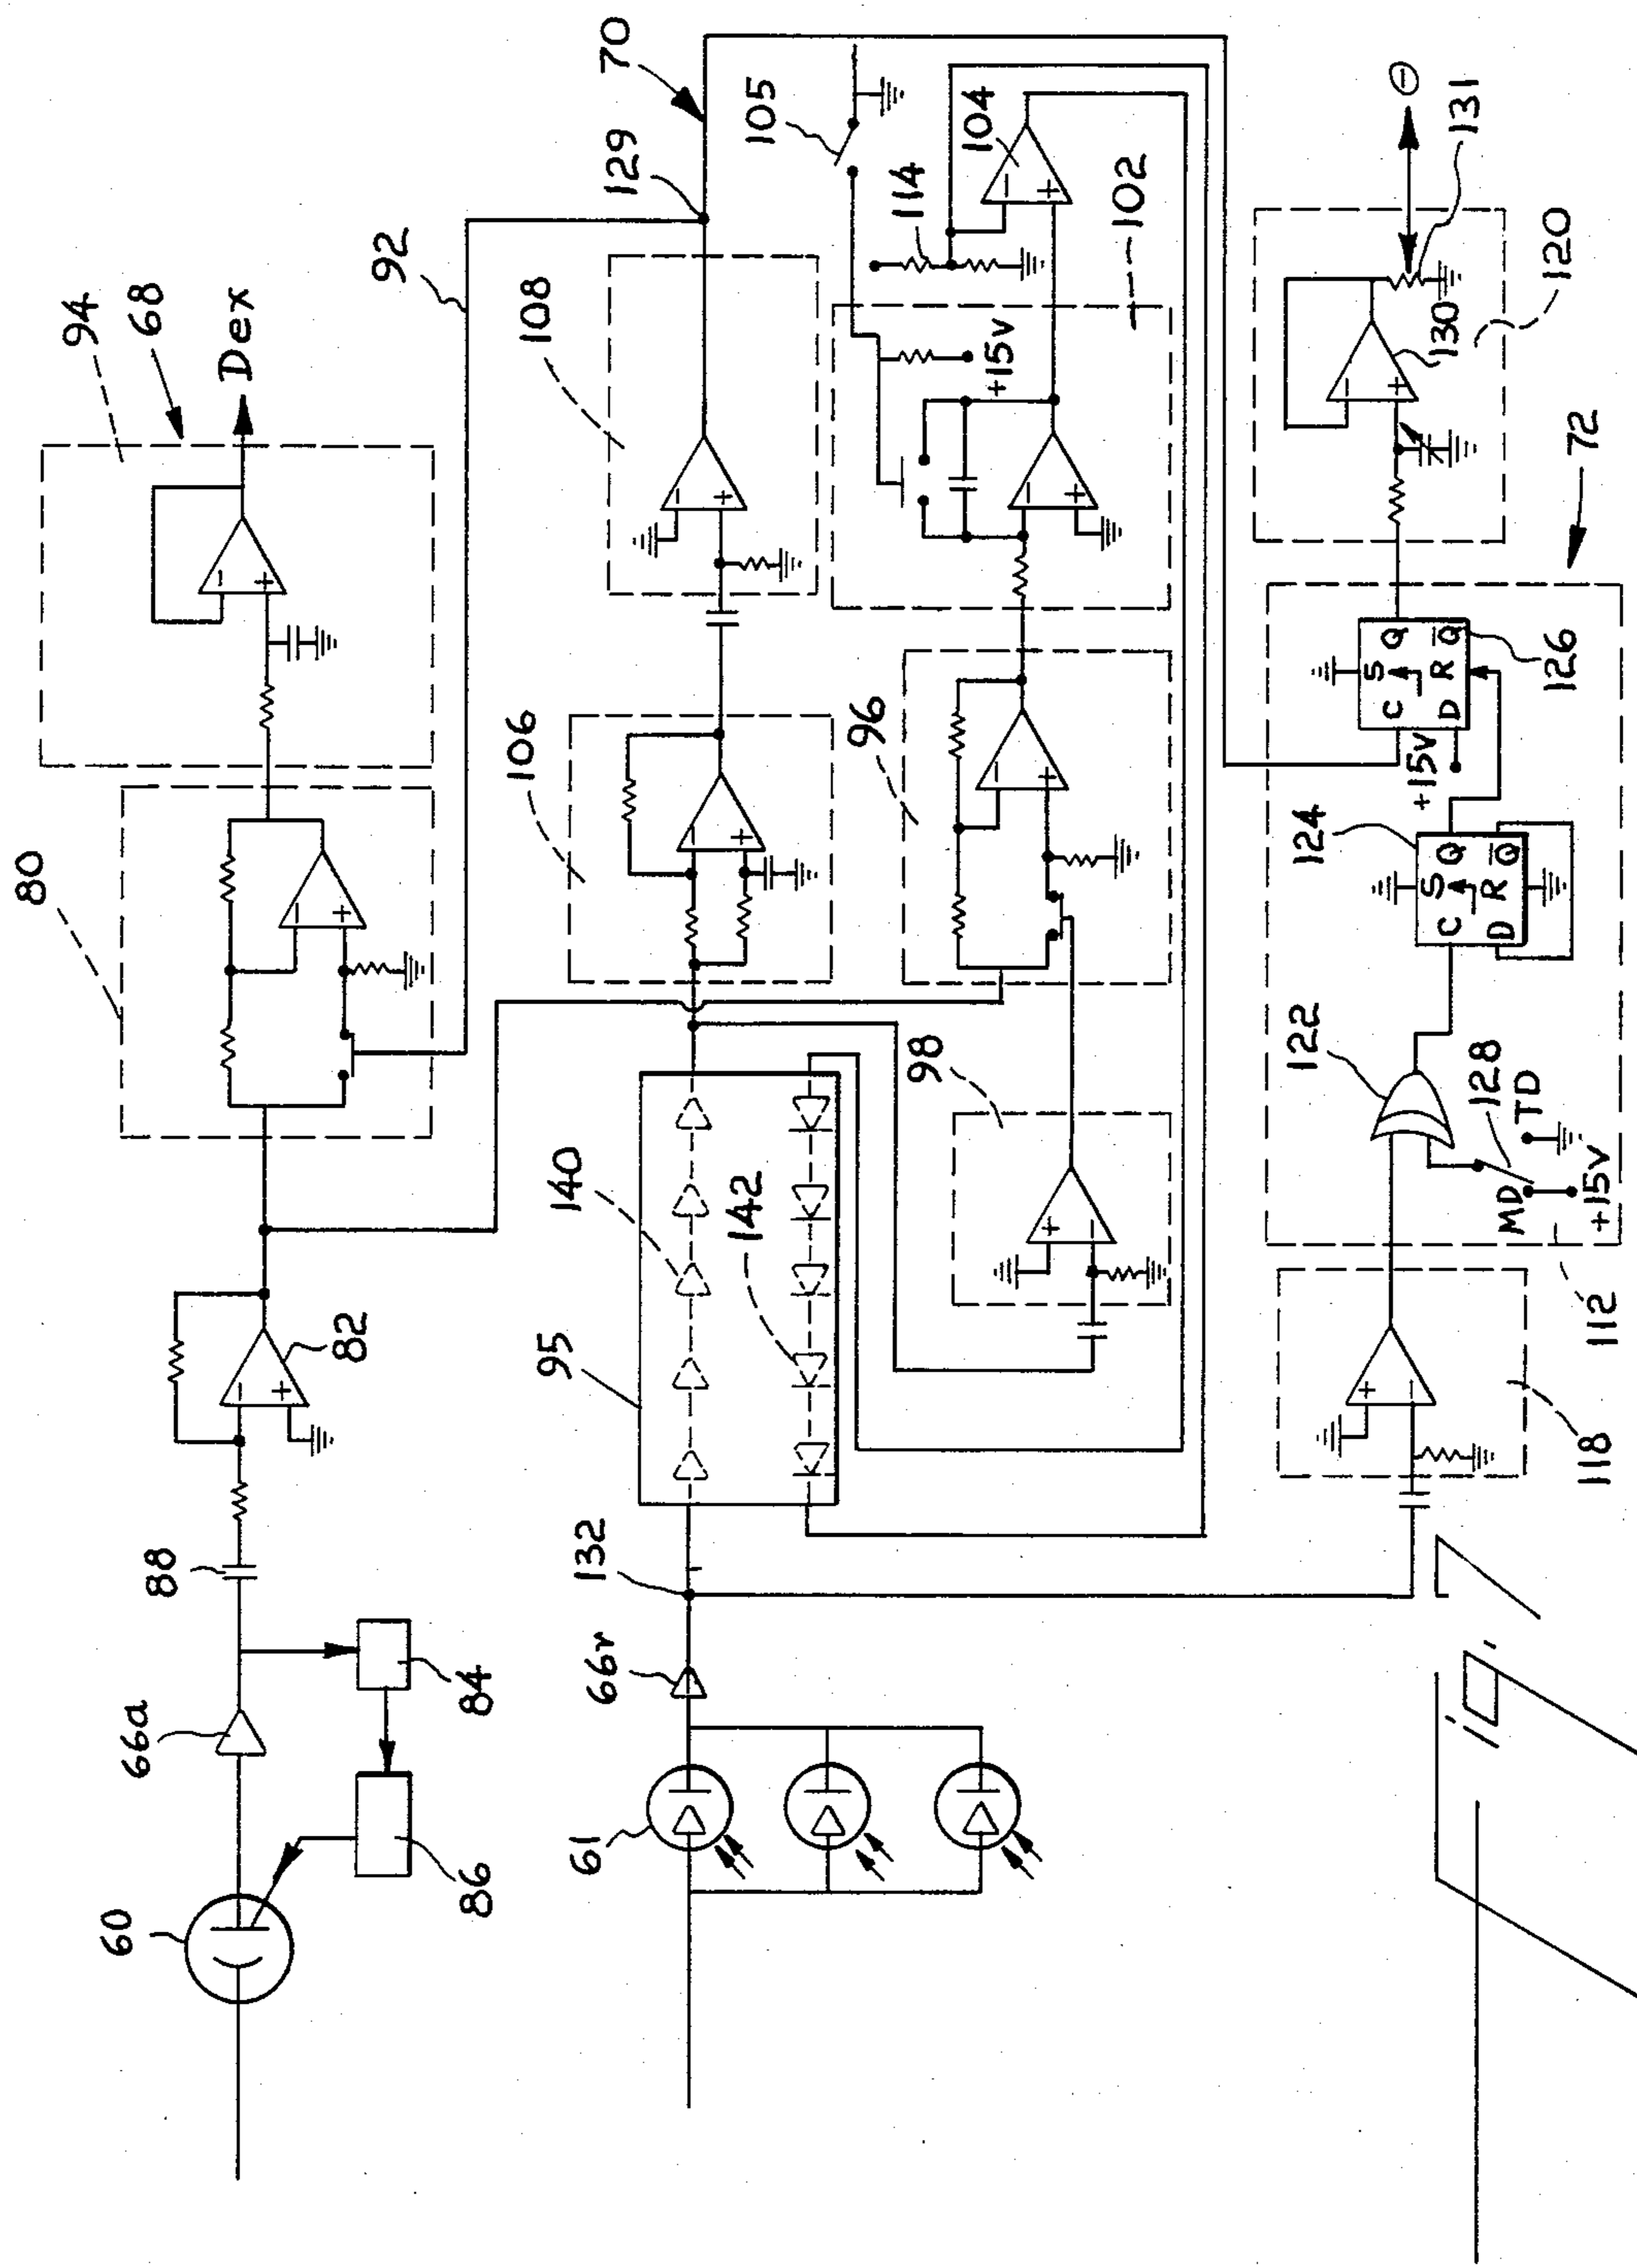 60
66a
88
82
80
94
68
Dex
84
86
92
61
66r
132
95
140
142
106
108
129
70
105
98
96
114
104
102
+15v
118
112
122
128
MD
TD
+15v
124
C
S
Q
D
R
Q̅
+15v
126
C
S
Q
D
R
Q̅
72
120
130
131
Θ
-
+
-
+
-
+
-
+
-
+
+
-
-
+
-
+
-
+
+
-
-
+
Fig. 7